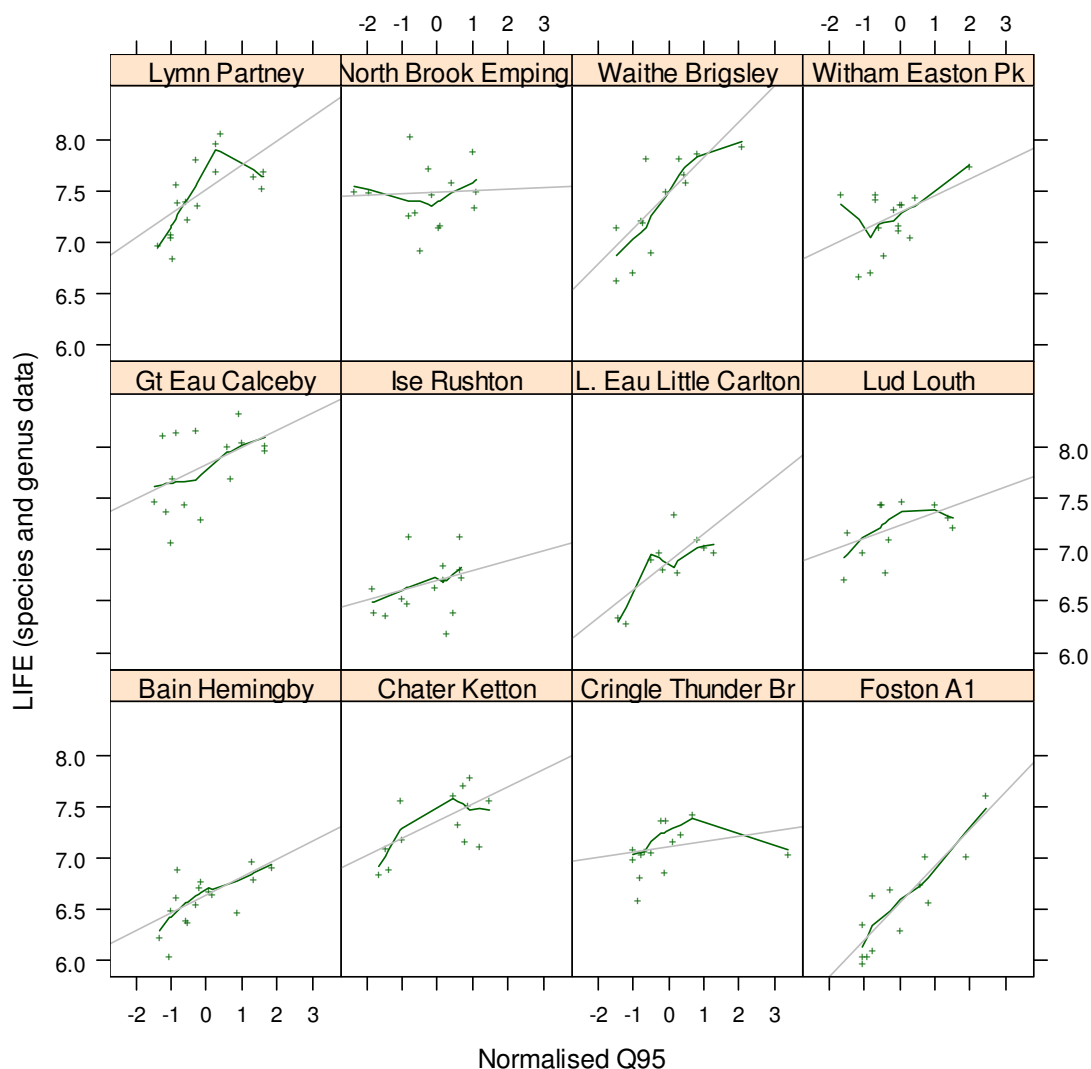 -2 -1 0 1 2 3 -2 -1 0 1 2 3
Lymn Partney North Brook Emping Waithe Brigsley Witham Easton Pk
8.0
7.5
7.0
6.5
6.0
Gt Eau Calceby Ise Rushton L. Eau Little Carlton Lud Louth
8.0
7.5
7.0
6.5
6.0
LIFE (species and genus data)
Bain Hemingby Chater Ketton Cringle Thunder Br Foston A1
8.0
7.5
7.0
6.5
6.0
-2 -1 0 1 2 3 -2 -1 0 1 2 3
Normalised Q95